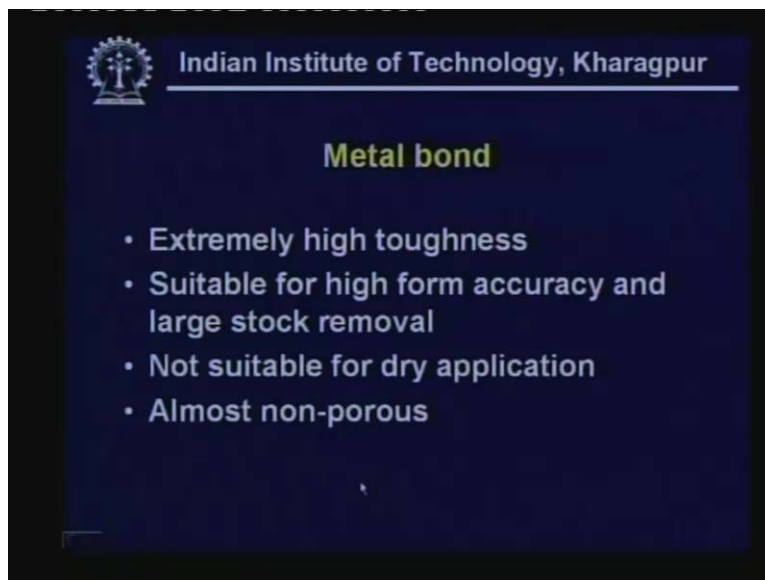 Indian Institute of Technology, Kharagpur
Metal bond
• Extremely high toughness
• Suitable for high form accuracy and
large stock removal
• Not suitable for dry application
• Almost non-porous